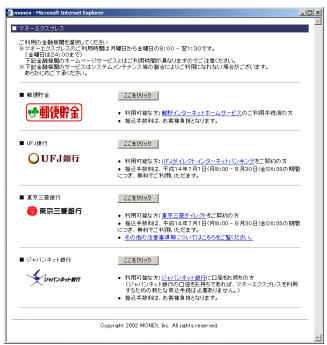 monex - Microsoft Internet Explorer
■ マネーエクスプレス
ご利用の金融機関を選択してください
※マネーエクスプレスのご利用時間は月曜日から金曜日の8:00 - 翌1:30です。
(金曜日は24:00まで)
下記金融機関のホームページサービスとはご利用時間が異なりますのでご注意ください。
※下記金融機関のサービスはシステムメンテナンス等の都合によりご利用になれない場合がございます。
あらかじめご了承ください。
■ 郵便貯金
ここをクリック
郵便貯金
• 利用可能な方:郵貯インターネットホームサービスのご利用手続済の方
• 振込手数料は、お客様負担となります。
■ UFJ銀行
ここをクリック
UFJ銀行
• 利用可能な方:UFJダイレクト インターネットバンキングをご契約の方
• 振込手数料は、平成14年7月1日(月)8:00 - 8月30日(金)24:00の期間
につき、無料でご利用いただます。
■ 東京三菱銀行
ここをクリック
東京三菱銀行
• 利用可能な方:東京三菱ダイレクトをご契約の方
• 振込手数料は、平成14年7月1日(月)8:00 - 8月30日(金)24:00の期間
につき、無料でご利用いただます。
• その他の注意事項等についてはこちらをご覧ください。
■ ジャパンネット銀行
ここをクリック
ジャパンネット銀行
• 利用可能な方:ジャパンネット銀行に口座をお持ちの方
(ジャパンネット銀行の口座をお持ちであれば、マネーエクスプレスを利用
するための新たな申込手続は必要ありません。)
• 振込手数料は、お客様負担となります。
Copyright 2002 MONEX, Inc. All rights reserved.